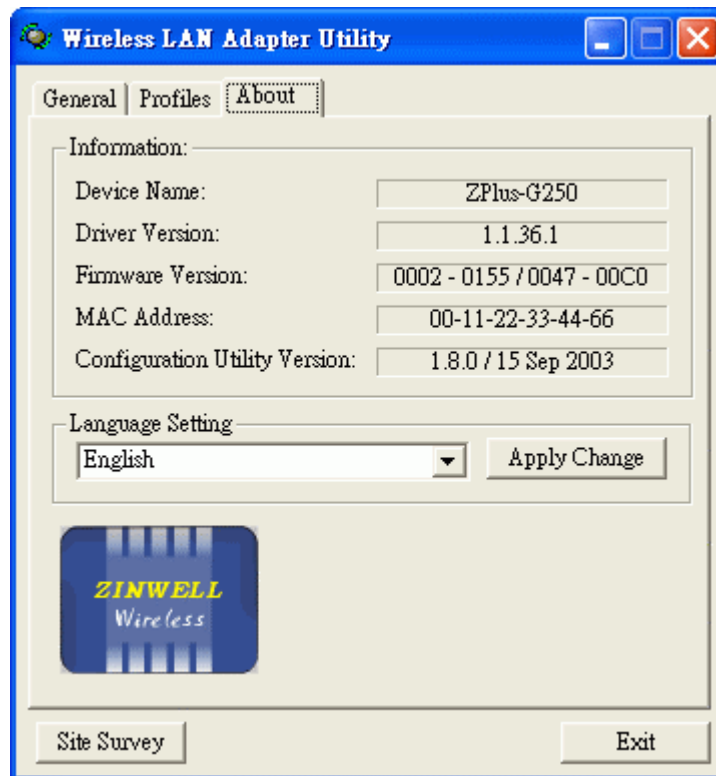 Wireless LAN Adapter Utility
General Profiles About
Information:
Device Name: ZPlus-G250
Driver Version: 1.1.36.1
Firmware Version: 0002 - 0155 / 0047 - 00C0
MAC Address: 00-11-22-33-44-66
Configuration Utility Version: 1.8.0 / 15 Sep 2003
Language Setting
English Apply Change
ZINWELL
Wireless
Site Survey Exit